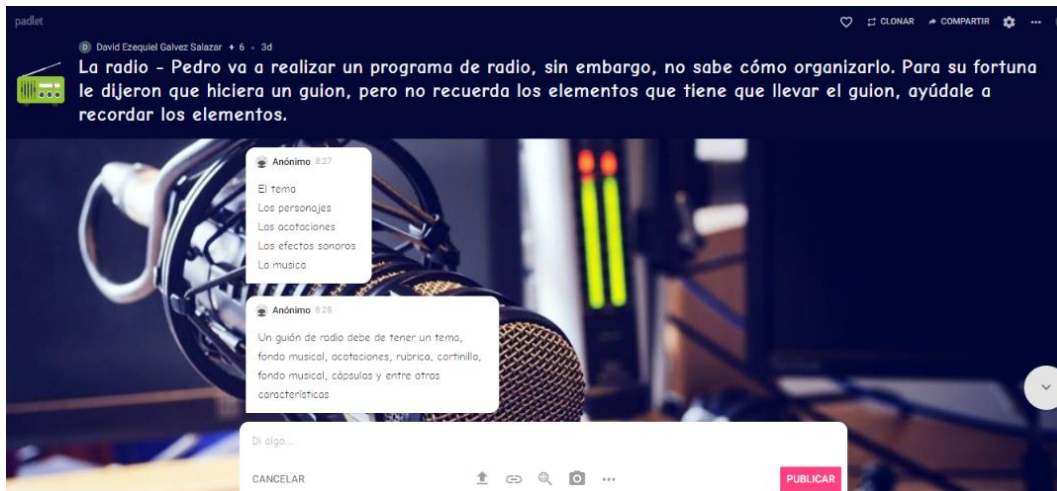 padlet
CLONAR
COMPARTIR
D David Ezequiel Galvez Salazar + 6 • 3d
La radio - Pedro va a realizar un programa de radio, sin embargo, no sabe cómo organizarlo. Para su fortuna
le dijeron que hiciera un guion, pero no recuerda los elementos que tiene que llevar el guion, ayúdale a
recordar los elementos.
Anónimo 8:27
El tema
Los personajes
Las acotaciones
Los efectos sonoros
La musica
Anónimo 8:28
Un guión de radio debe de tener un tema,
fondo musical, acotaciones, rubrica, cortinilla,
fondo musical, cápsulas y entre otras
características
Di algo...
CANCELAR
PUBLICAR